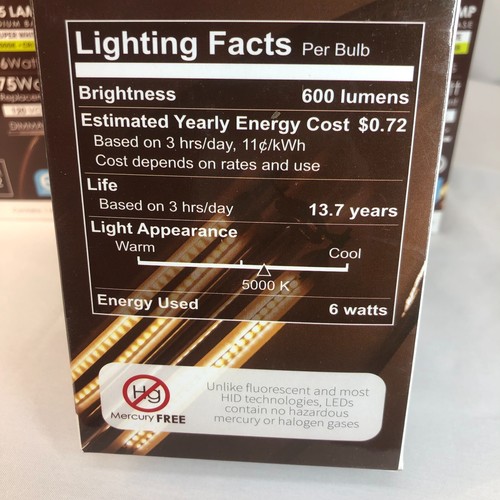 Lighting Facts Per Bulb
Brightness 600 lumens
Estimated Yearly Energy Cost $0.72
Based on 3 hrs/day, 11¢/kWh
Cost depends on rates and use
Life
Based on 3 hrs/day 13.7 years
Light Appearance
Warm Cool
5000 K
Energy Used 6 watts
Hg
Mercury FREE
Unlike fluorescent and most
HID technologies, LEDs
contain no hazardous
mercury or halogen gases